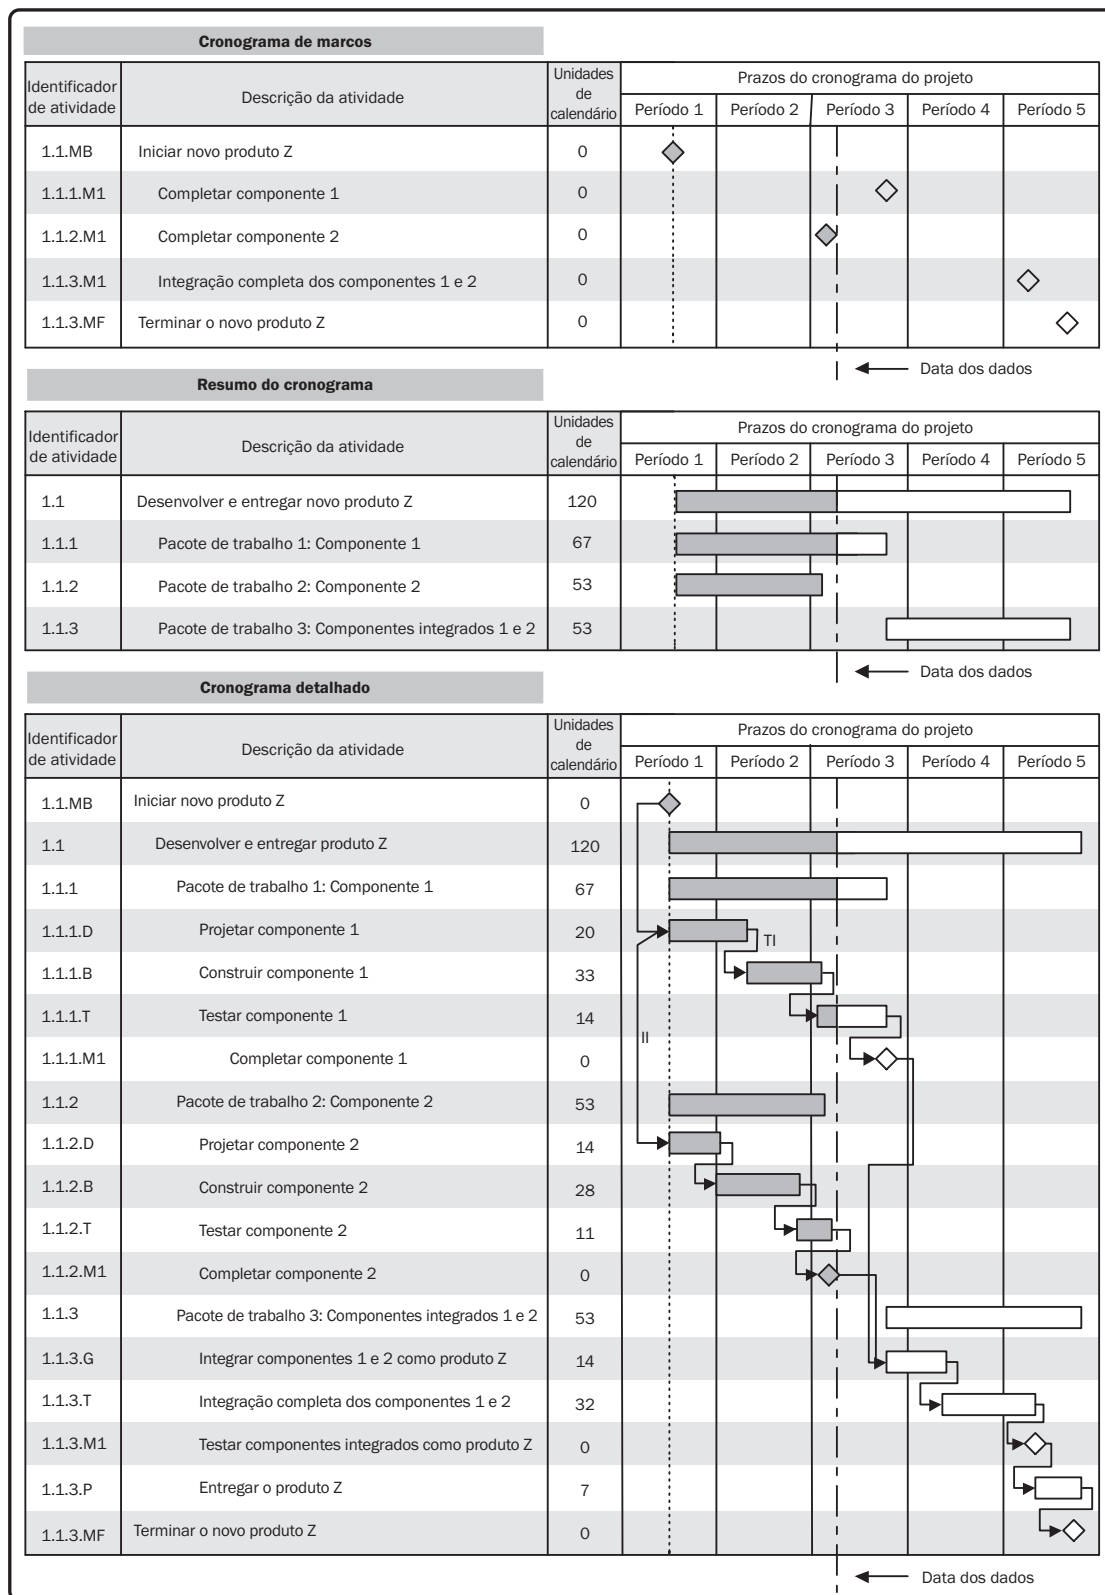 Cronograma de marcos
Identificador de atividade Descrição da atividade Unidades de calendário Prazos do cronograma do projeto
Período 1 Período 2 Período 3 Período 4 Período 5
1.1.MB Iniciar novo produto Z 0
1.1.1.M1 Completar componente 1 0
1.1.2.M1 Completar componente 2 0
1.1.3.M1 Integração completa dos componentes 1 e 2 0
1.1.3.MF Terminar o novo produto Z 0
Data dos dados
Resumo do cronograma
Identificador de atividade Descrição da atividade Unidades de calendário Prazos do cronograma do projeto
Período 1 Período 2 Período 3 Período 4 Período 5
1.1 Desenvolver e entregar novo produto Z 120
1.1.1 Pacote de trabalho 1: Componente 1 67
1.1.2 Pacote de trabalho 2: Componente 2 53
1.1.3 Pacote de trabalho 3: Componentes integrados 1 e 2 53
Data dos dados
Cronograma detalhado
Identificador de atividade Descrição da atividade Unidades de calendário Prazos do cronograma do projeto
Período 1 Período 2 Período 3 Período 4 Período 5
1.1.MB Iniciar novo produto Z 0
1.1 Desenvolver e entregar produto Z 120
1.1.1 Pacote de trabalho 1: Componente 1 67
1.1.1.D Projetar componente 1 20 TI
1.1.1.B Construir componente 1 33
1.1.1.T Testar componente 1 14 II
1.1.1.M1 Completar componente 1 0
1.1.2 Pacote de trabalho 2: Componente 2 53
1.1.2.D Projetar componente 2 14
1.1.2.B Construir componente 2 28
1.1.2.T Testar componente 2 11
1.1.2.M1 Completar componente 2 0
1.1.3 Pacote de trabalho 3: Componentes integrados 1 e 2 53
1.1.3.G Integrar componentes 1 e 2 como produto Z 14
1.1.3.T Integração completa dos componentes 1 e 2 32
1.1.3.M1 Testar componentes integrados como produto Z 0
1.1.3.P Entregar o produto Z 7
1.1.3.MF Terminar o novo produto Z 0
Data dos dados